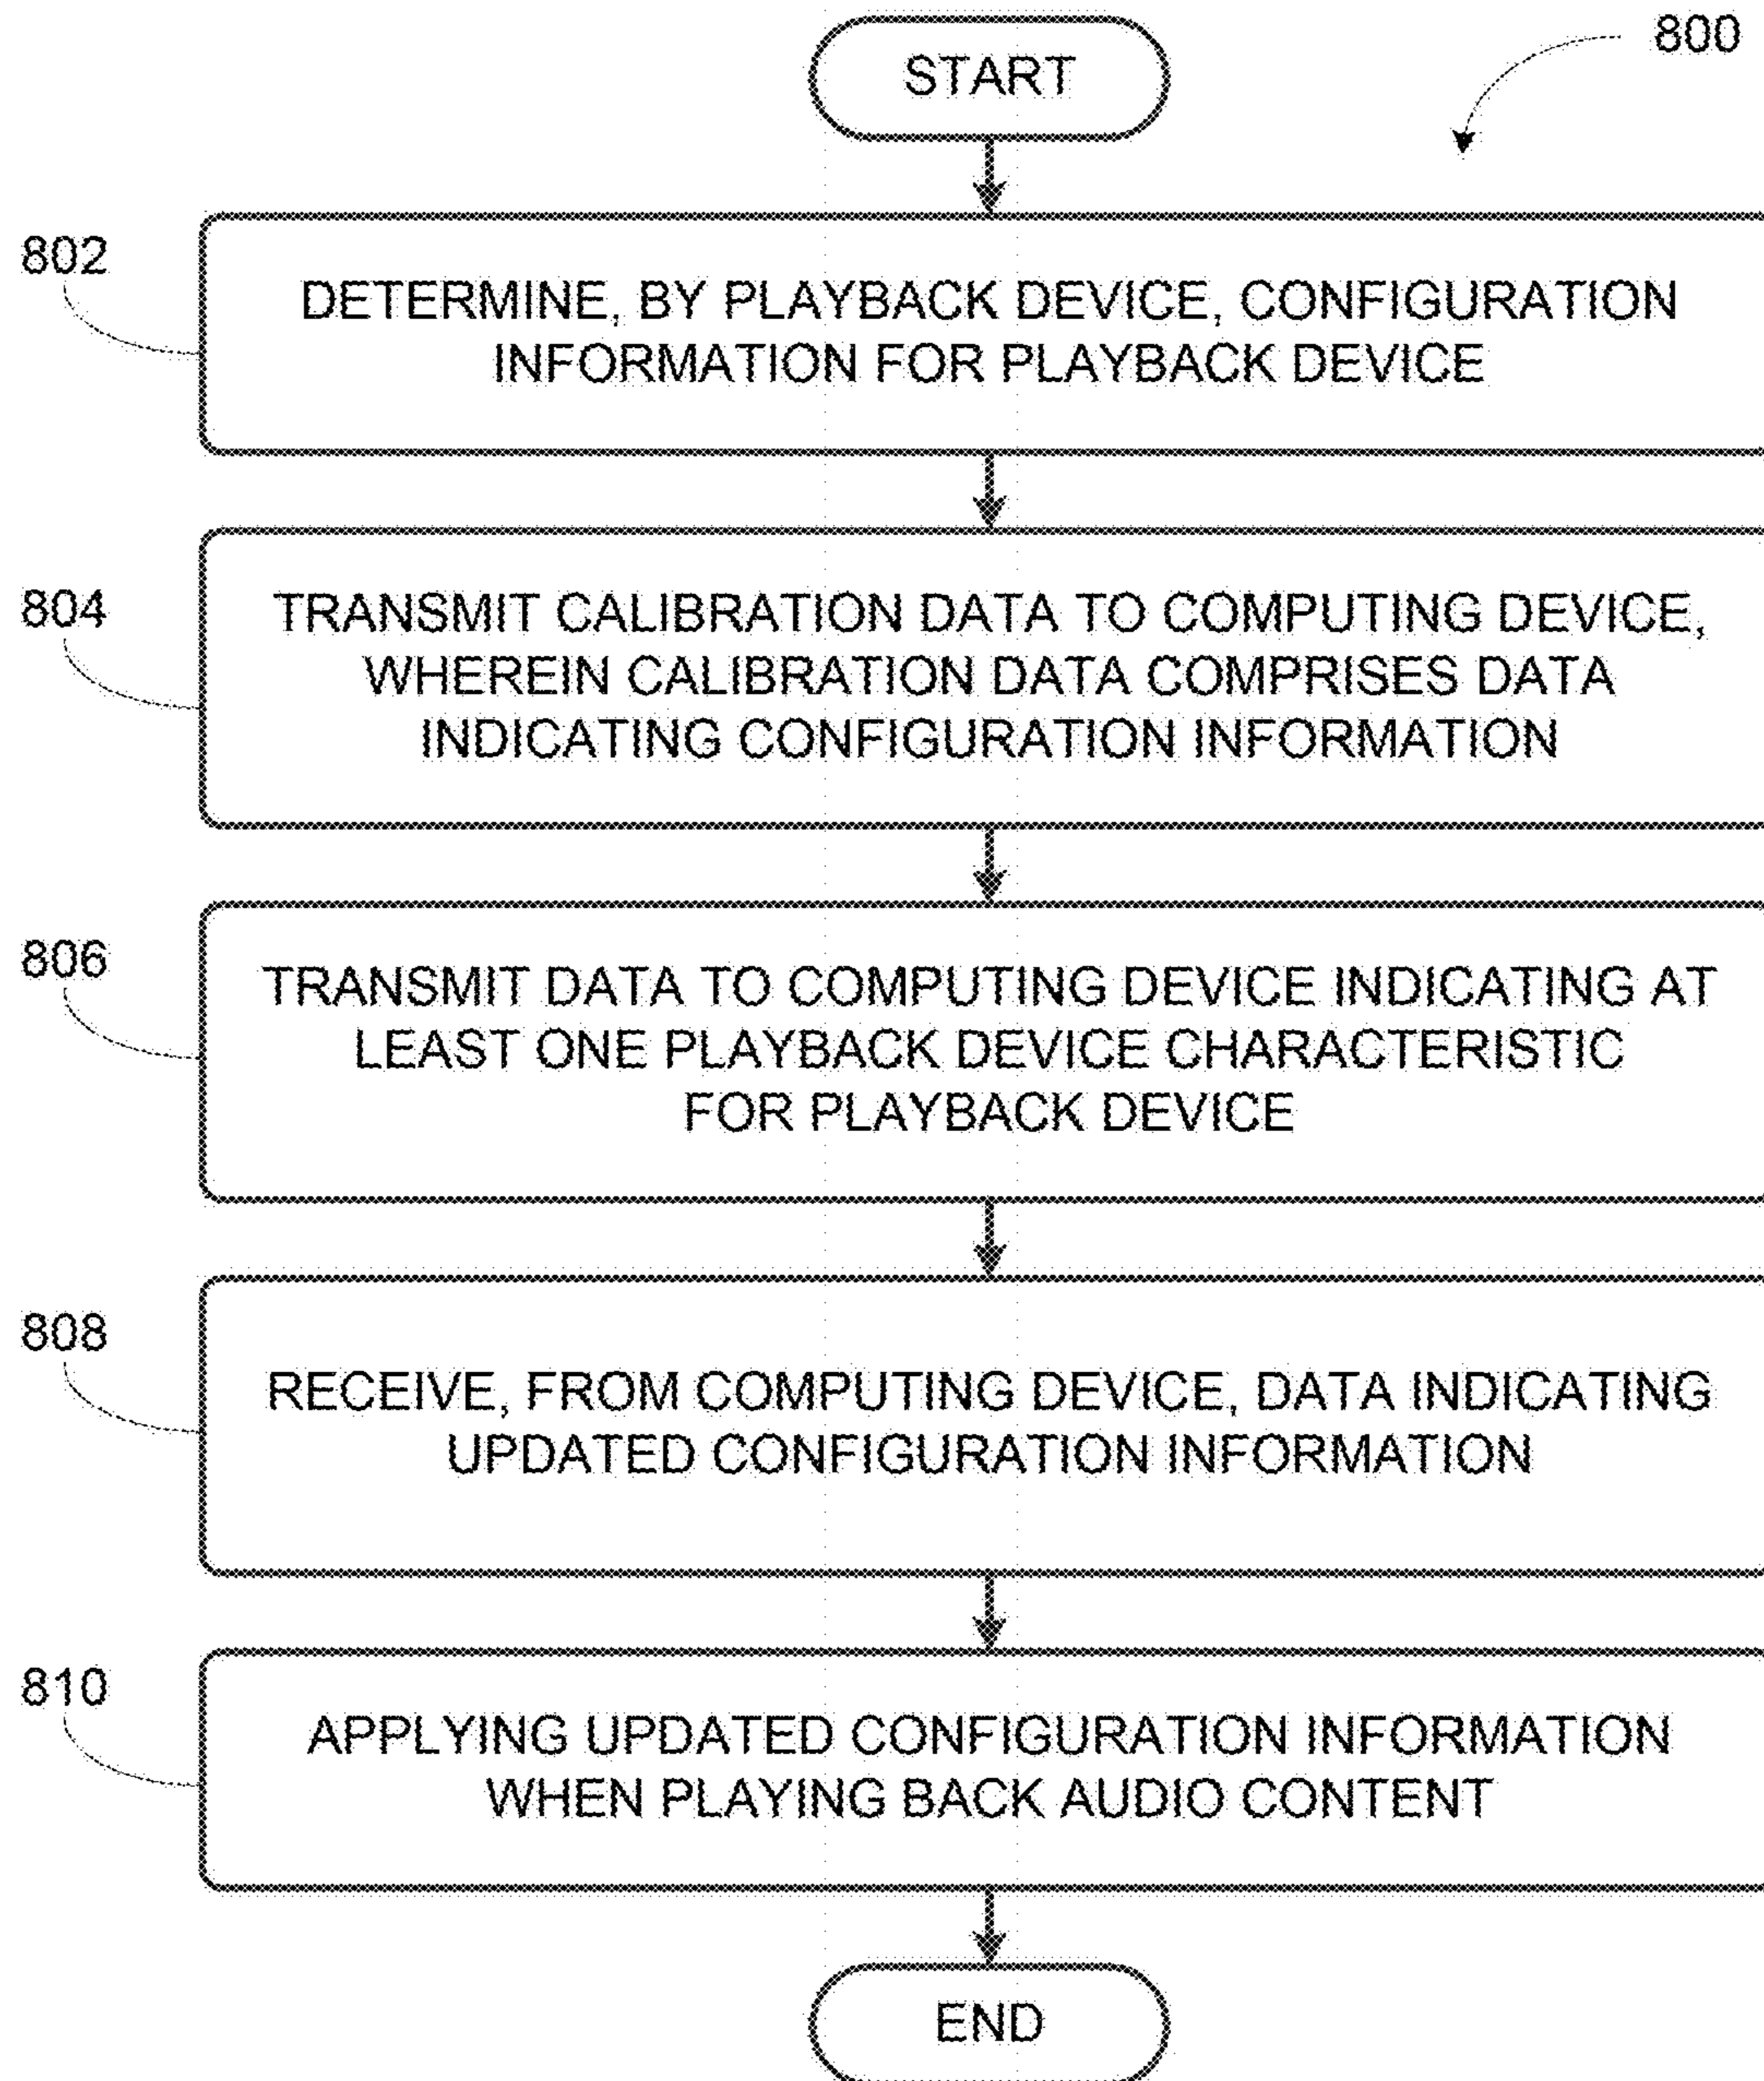 START
800
802
DETERMINE, BY PLAYBACK DEVICE, CONFIGURATION
INFORMATION FOR PLAYBACK DEVICE
804
TRANSMIT CALIBRATION DATA TO COMPUTING DEVICE,
WHEREIN CALIBRATION DATA COMPRISES DATA
INDICATING CONFIGURATION INFORMATION
806
TRANSMIT DATA TO COMPUTING DEVICE INDICATING AT
LEAST ONE PLAYBACK DEVICE CHARACTERISTIC
FOR PLAYBACK DEVICE
808
RECEIVE, FROM COMPUTING DEVICE, DATA INDICATING
UPDATED CONFIGURATION INFORMATION
810
APPLYING UPDATED CONFIGURATION INFORMATION
WHEN PLAYING BACK AUDIO CONTENT
END